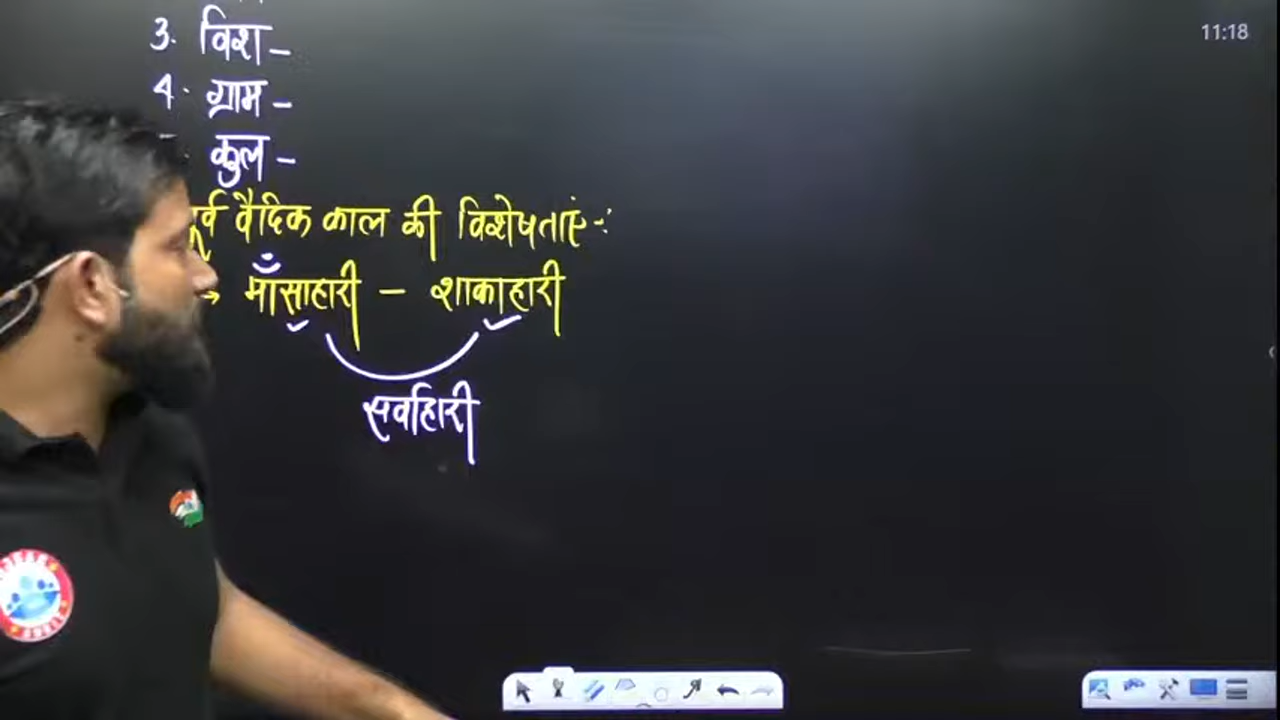 11:18
3. विश -
4. ग्राम -
कुल -
पूर्व वैदिक काल की विशेषताएं :-
→ माँसाहारी - शाकाहारी
सर्वाहारी